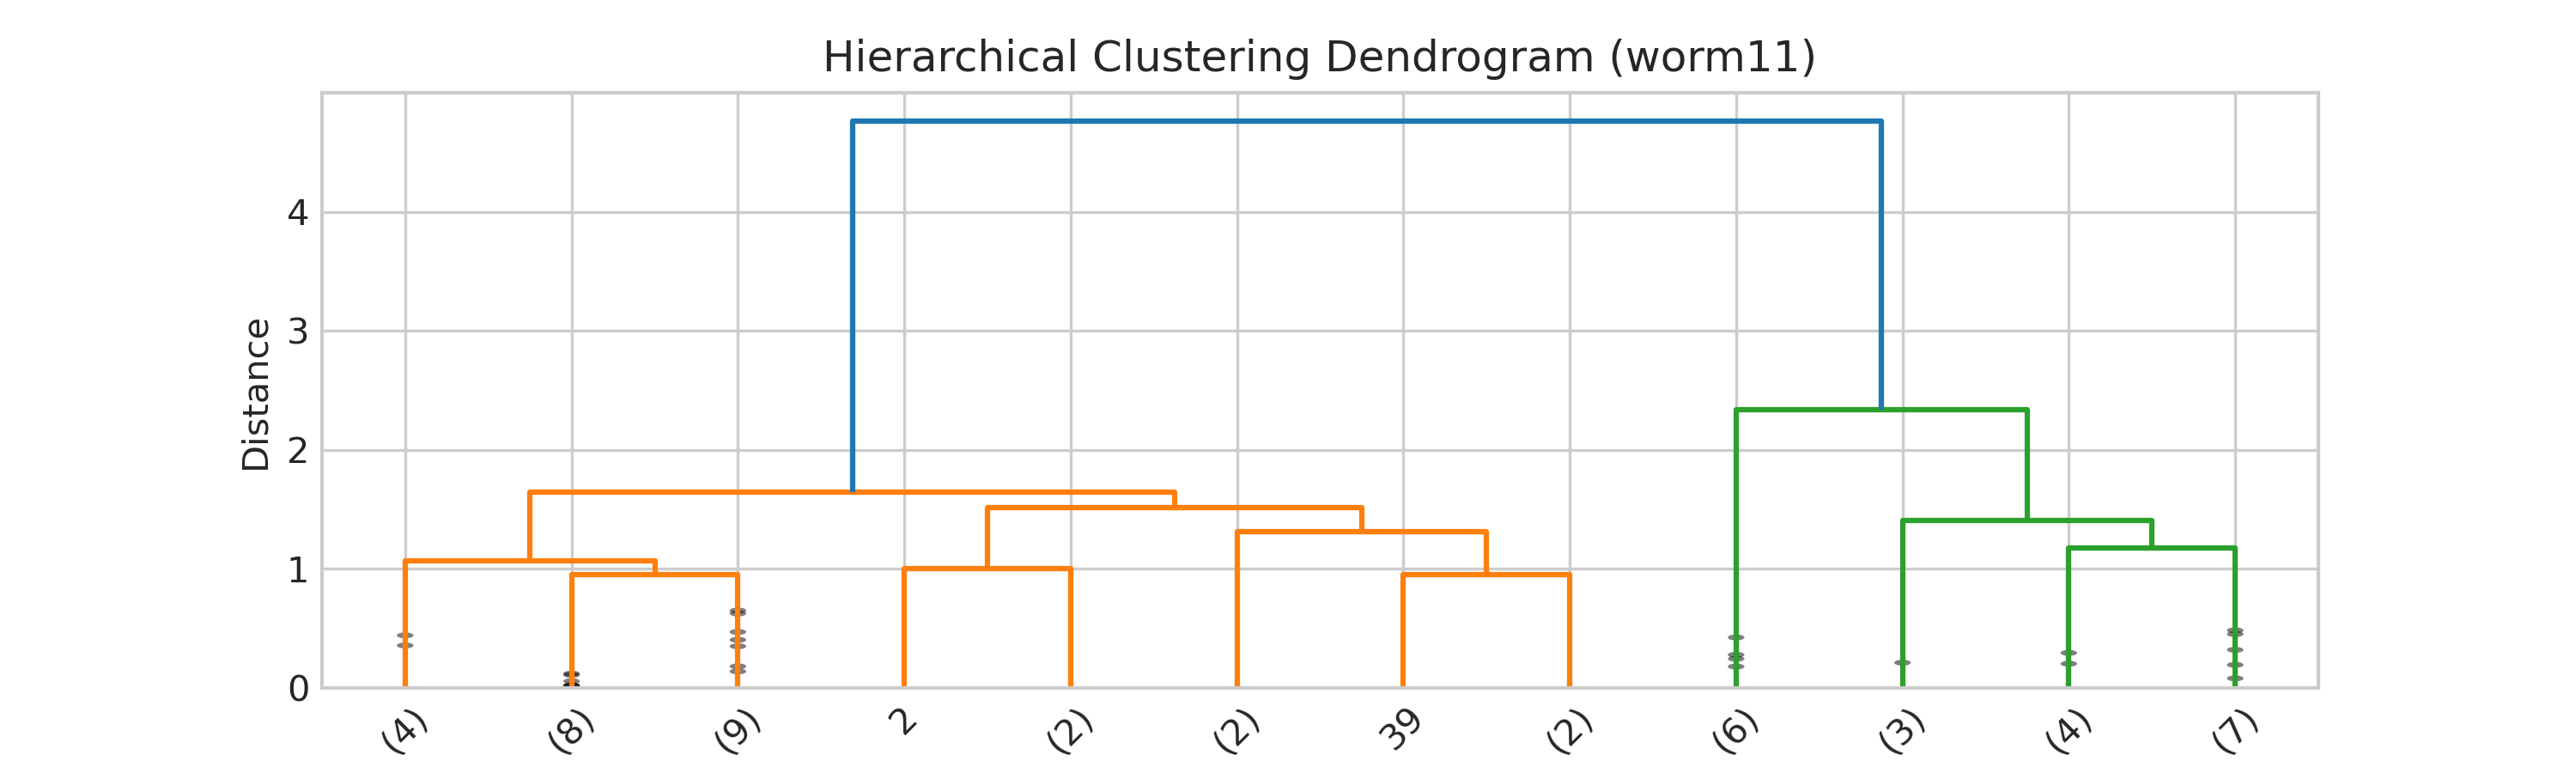 Hierarchical Clustering Dendrogram (worm11)
Distance
4
3
2
1
0
(4) (8) (9) 2 (2) (2) 39 (2) (6) (3) (4) (7)